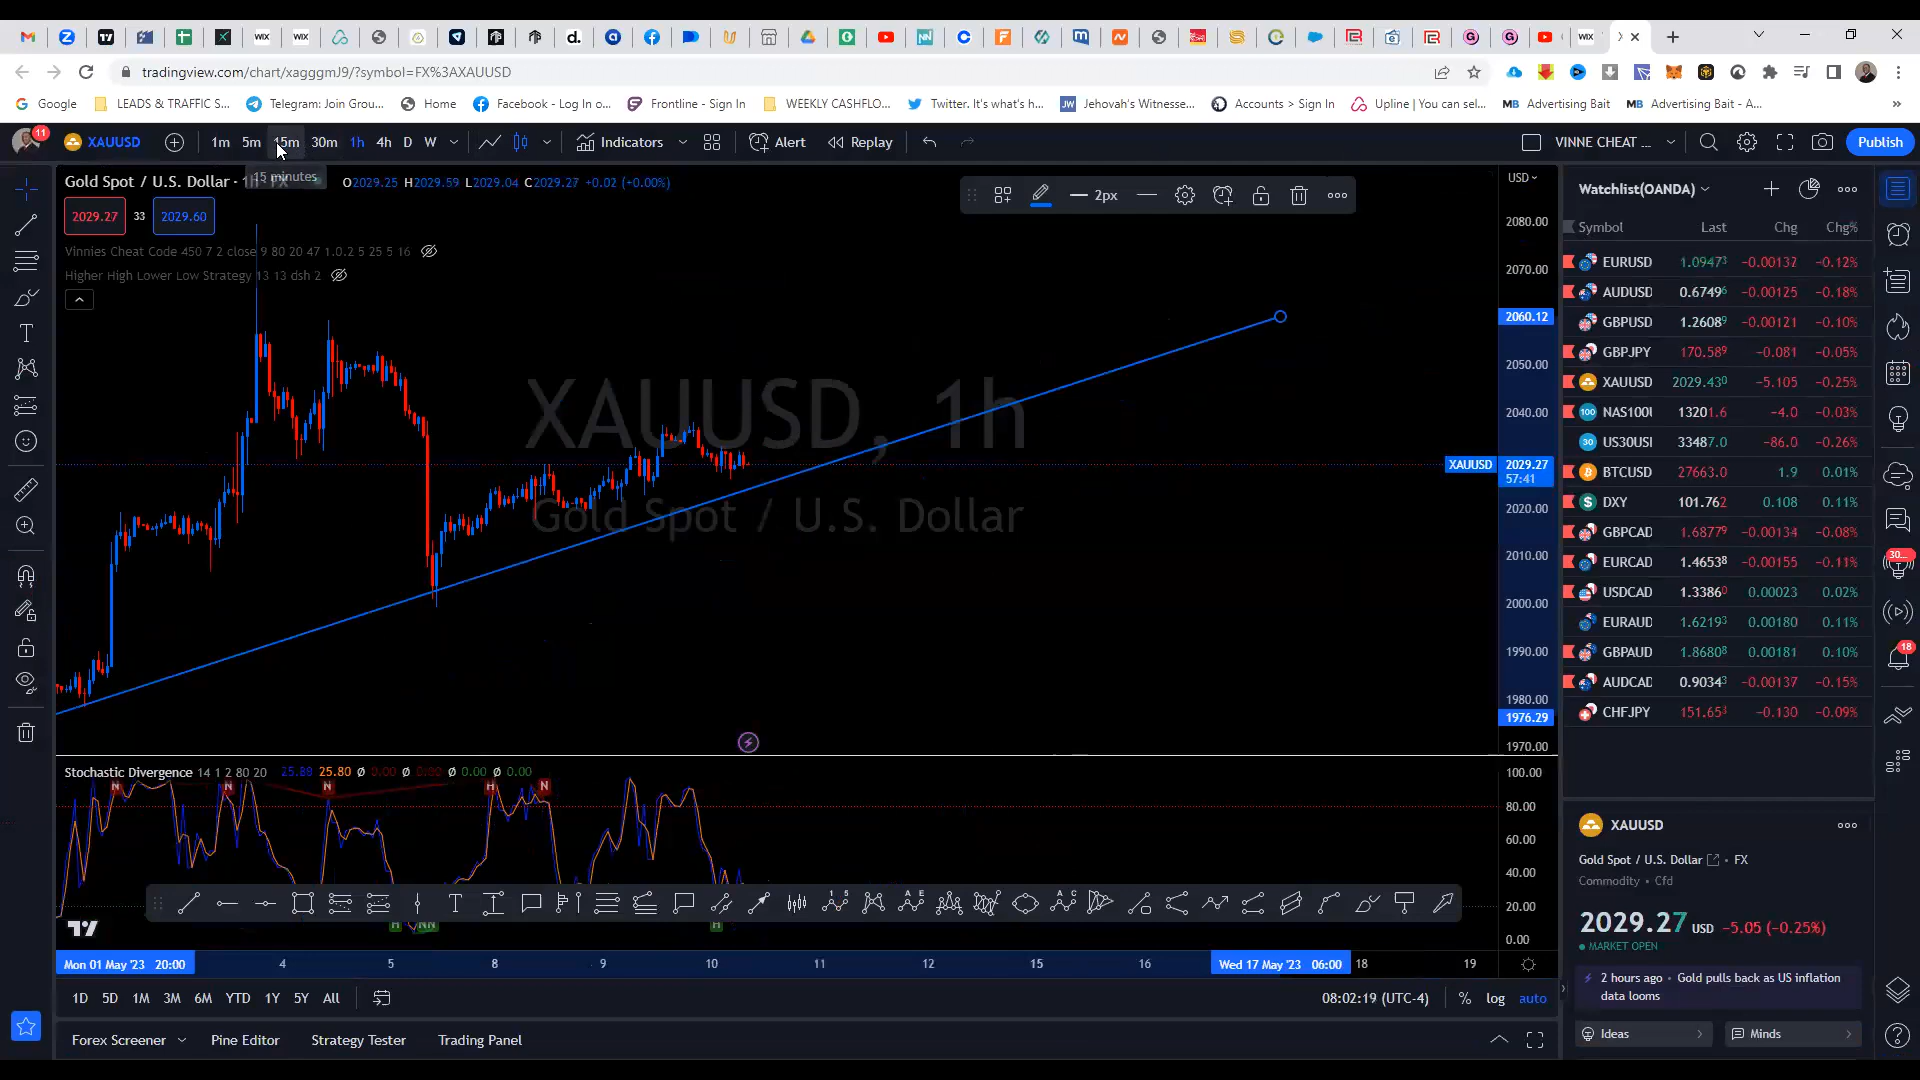 tradingview.com/chart/xagggmJ9/?symbol=FX%3AXAUUSD
Google LEADS & TRAFFIC S... Telegram: Join Grou... Home Facebook - Log In o... Frontline - Sign In WEEKLY CASHFLO... Twitter. It's what's h... Jehovah's Witnesse... Accounts > Sign In Upline | You can sel... MB Advertising Bait MB Advertising Bait - A... »
11 XAUUSD 1m 5m 15m 30m 1h 4h D W Indicators Alert Replay VINNE CHEAT ... Publish
15 minutes
Gold Spot / U.S. Dollar · 1h · FX O2029.25 H2029.59 L2029.04 C2029.27 +0.02 (+0.00%)
2029.27 33 2029.60
Vinnies Cheat Code 450 7 2 close 9 80 20 47 1.0.2 5 25 5 16
Higher High Lower Low Strategy 13 13 dsh 2
2px
XAUUSD, 1h
Gold Spot / U.S. Dollar
USD
2080.00
2070.00
2060.12
2050.00
2040.00
XAUUSD 2029.27
57:41
2020.00
2010.00
2000.00
1990.00
1980.00
1976.29
1970.00
Stochastic Divergence 14 1 2 80 20 25.80 25.80 Ø 0.00 Ø 0.00 Ø 0.00 Ø 0.00
N N N H N
H NN H
100.00
80.00
60.00
40.00
20.00
0.00
Mon 01 May '23 20:00 4 5 8 9 10 11 12 15 16 Wed 17 May '23 06:00 18 19
1D 5D 1M 3M 6M YTD 1Y 5Y All 08:02:19 (UTC-4) % log auto
Forex Screener Pine Editor Strategy Tester Trading Panel
Watchlist(OANDA)
Symbol Last Chg Chg%
EURUSD 1.09473 -0.00132 -0.12%
AUDUSD 0.67496 -0.00125 -0.18%
GBPUSD 1.26089 -0.00121 -0.10%
GBPJPY 170.589 -0.081 -0.05%
XAUUSD 2029.430 -5.105 -0.25%
NAS100U 13201.6 -4.0 -0.03%
US30USD 33487.0 -86.0 -0.26%
BTCUSD 27663.0 1.9 0.01%
DXY 101.762 0.108 0.11%
GBPCAD 1.68779 -0.00134 -0.08%
EURCAD 1.46538 -0.00155 -0.11%
USDCAD 1.33860 0.00023 0.02%
EURAUD 1.62193 0.00180 0.11%
GBPAUD 1.86808 0.00181 0.10%
AUDCAD 0.90343 -0.00137 -0.15%
CHFJPY 151.653 -0.130 -0.09%
XAUUSD
Gold Spot / U.S. Dollar • FX
Commodity • Cfd
2029.27 USD -5.05 (-0.25%)
MARKET OPEN
2 hours ago • Gold pulls back as US inflation
data looms
Ideas Minds
30...
18